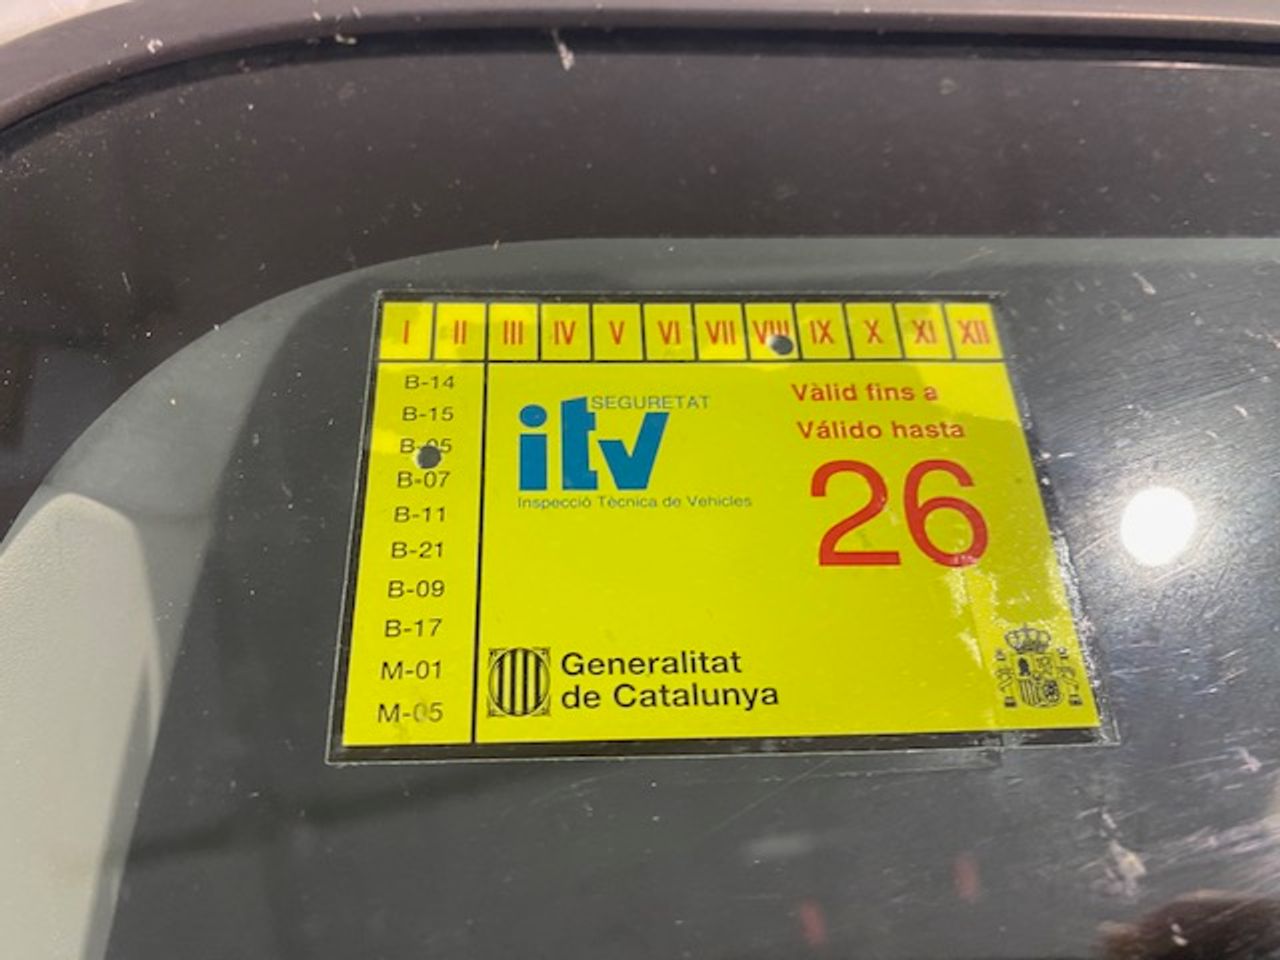 I II III IV V VI VII VIII IX X XI XII
B-14
B-15
B-05
B-07
B-11
B-21
B-09
B-17
M-01
M-05
SEGURETAT
itv
Inspecció Tècnica de Vehicles
Vàlid fins a
Válido hasta
26
Generalitat
de Catalunya